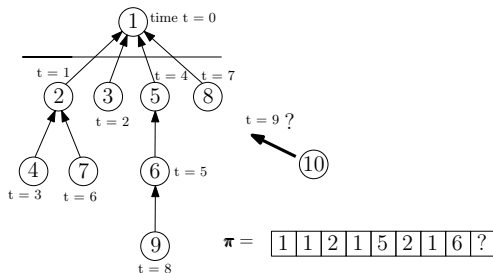 1 time t = 0
t = 1 t = 4 t = 7
2 3 5 8
t = 2
t = 9 ?
4 7 6 t = 5 10
t = 3 t = 6
9 π = 1 1 2 1 5 2 1 6 ?
t = 8